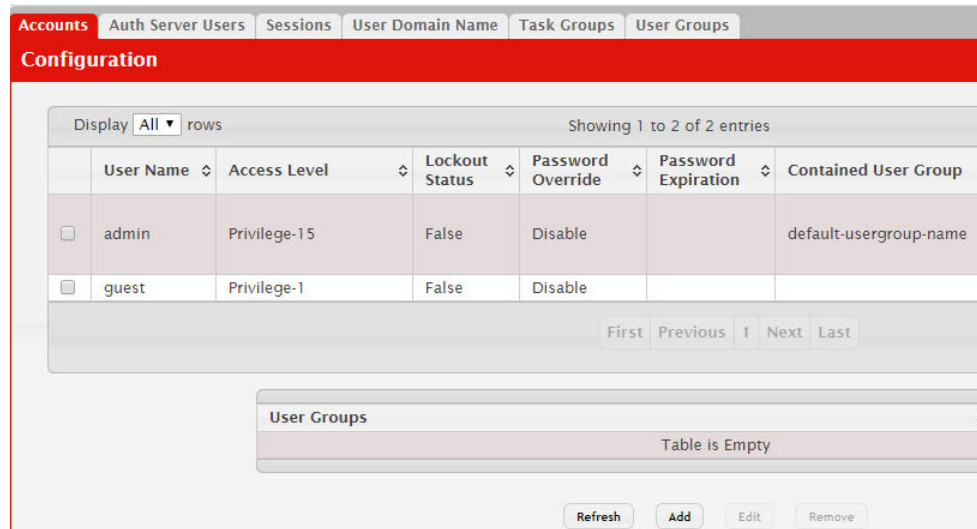 Accounts Auth Server Users Sessions User Domain Name Task Groups User Groups
Configuration
Display All rows Showing 1 to 2 of 2 entries
User Name Access Level Lockout Status Password Override Password Expiration Contained User Group
admin Privilege-15 False Disable default-usergroup-name
guest Privilege-1 False Disable
First Previous 1 Next Last
User Groups
Table is Empty
Refresh Add Edit Remove